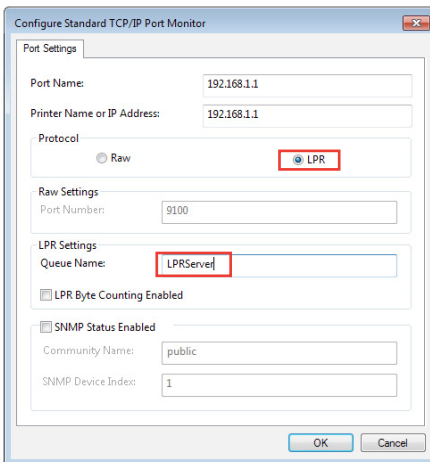 Configure Standard TCP/IP Port Monitor
Port Settings
Port Name: 192.168.1.1
Printer Name or IP Address: 192.168.1.1
Protocol
Raw LPR
Raw Settings
Port Number: 9100
LPR Settings
Queue Name: LPRServer
LPR Byte Counting Enabled
SNMP Status Enabled
Community Name: public
SNMP Device Index: 1
OK Cancel